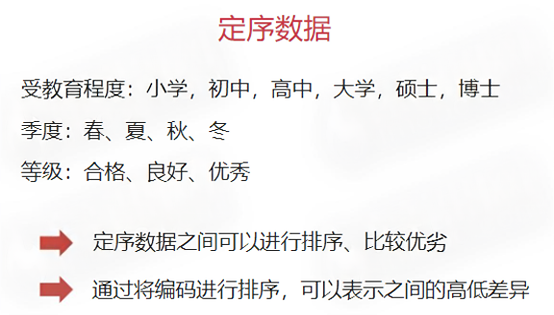 定序数据
受教育程度：小学，初中，高中，大学，硕士，博士
季度：春、夏、秋、冬
等级：合格、良好、优秀
定序数据之间可以进行排序、比较优劣
通过将编码进行排序，可以表示之间的高低差异